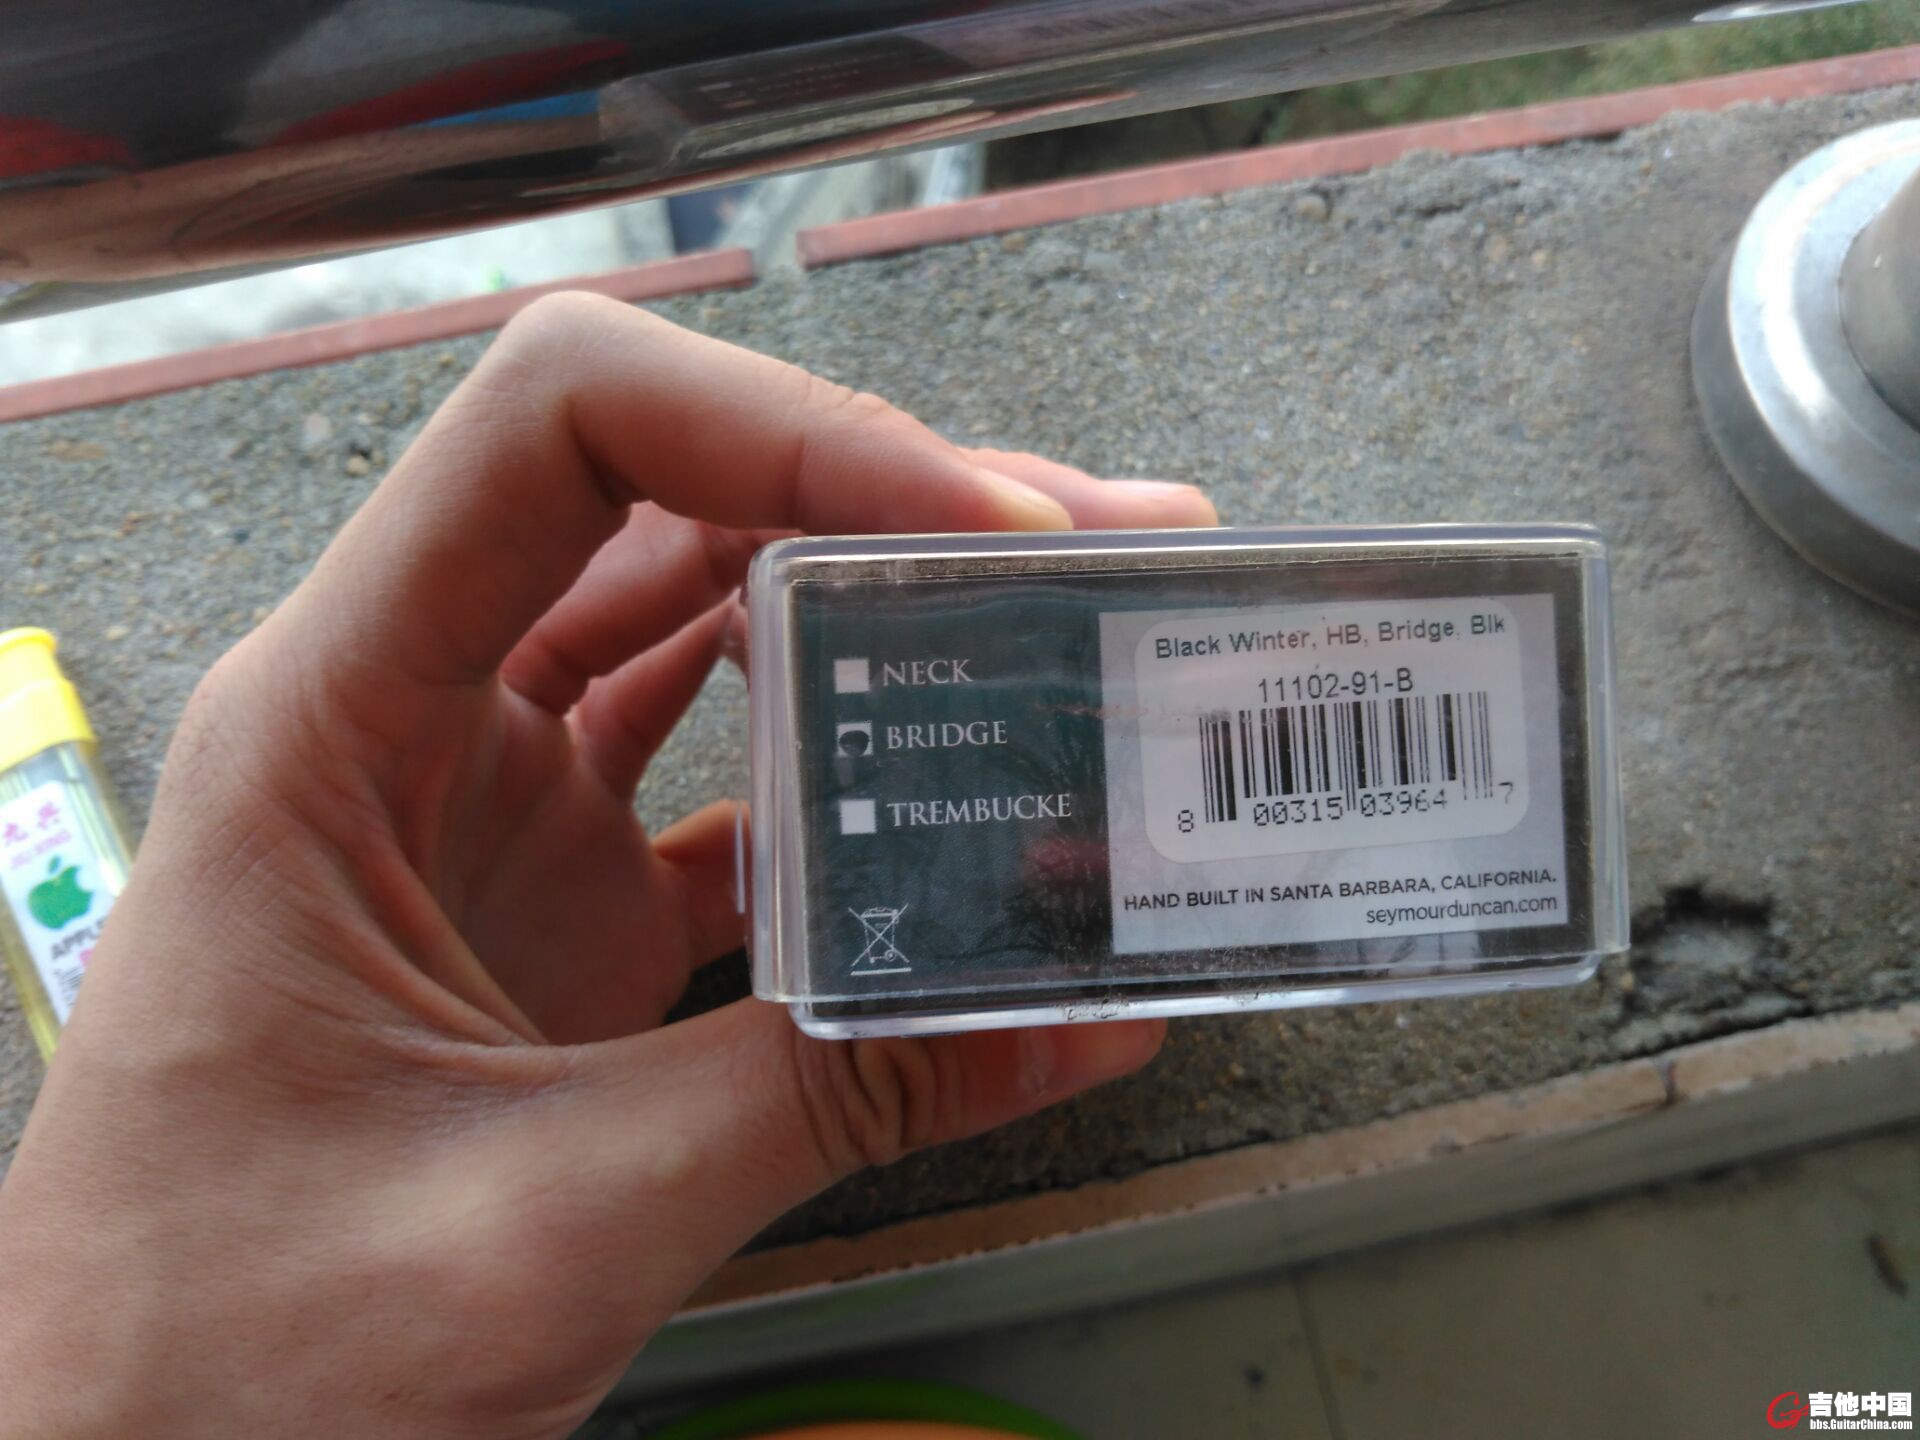 NECK
BRIDGE
TREMBUCKE
Black Winter, HB, Bridge, Blk
11102-91-B
8 00315 03964 7
HAND BUILT IN SANTA BARBARA, CALIFORNIA.
seymourduncan.com
APPLE
吉他中国
bbs.GuitarChina.com